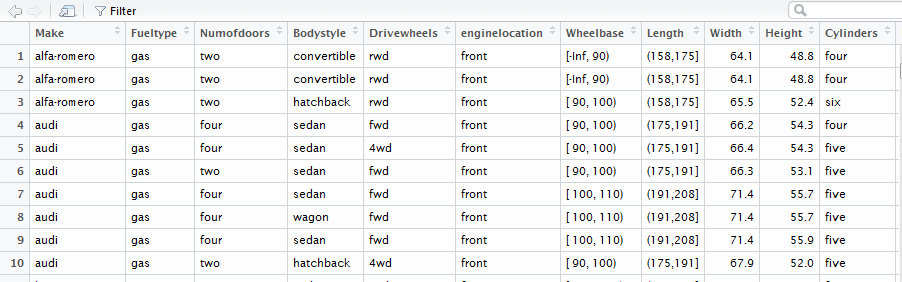 Filter
Make Fueltype Numofdoors Bodystyle Drivewheels enginelocation Wheelbase Length Width Height Cylinders
1 alfa-romero gas two convertible rwd front [-Inf, 90) (158,175] 64.1 48.8 four
2 alfa-romero gas two convertible rwd front [-Inf, 90) (158,175] 64.1 48.8 four
3 alfa-romero gas two hatchback rwd front [ 90, 100) (158,175] 65.5 52.4 six
4 audi gas four sedan fwd front [ 90, 100) (175,191] 66.2 54.3 four
5 audi gas four sedan 4wd front [ 90, 100) (175,191] 66.4 54.3 five
6 audi gas two sedan fwd front [ 90, 100) (175,191] 66.3 53.1 five
7 audi gas four sedan fwd front [ 100, 110) (191,208] 71.4 55.7 five
8 audi gas four wagon fwd front [ 100, 110) (191,208] 71.4 55.7 five
9 audi gas four sedan fwd front [ 100, 110) (191,208] 71.4 55.9 five
10 audi gas two hatchback 4wd front [ 90, 100) (175,191] 67.9 52.0 five